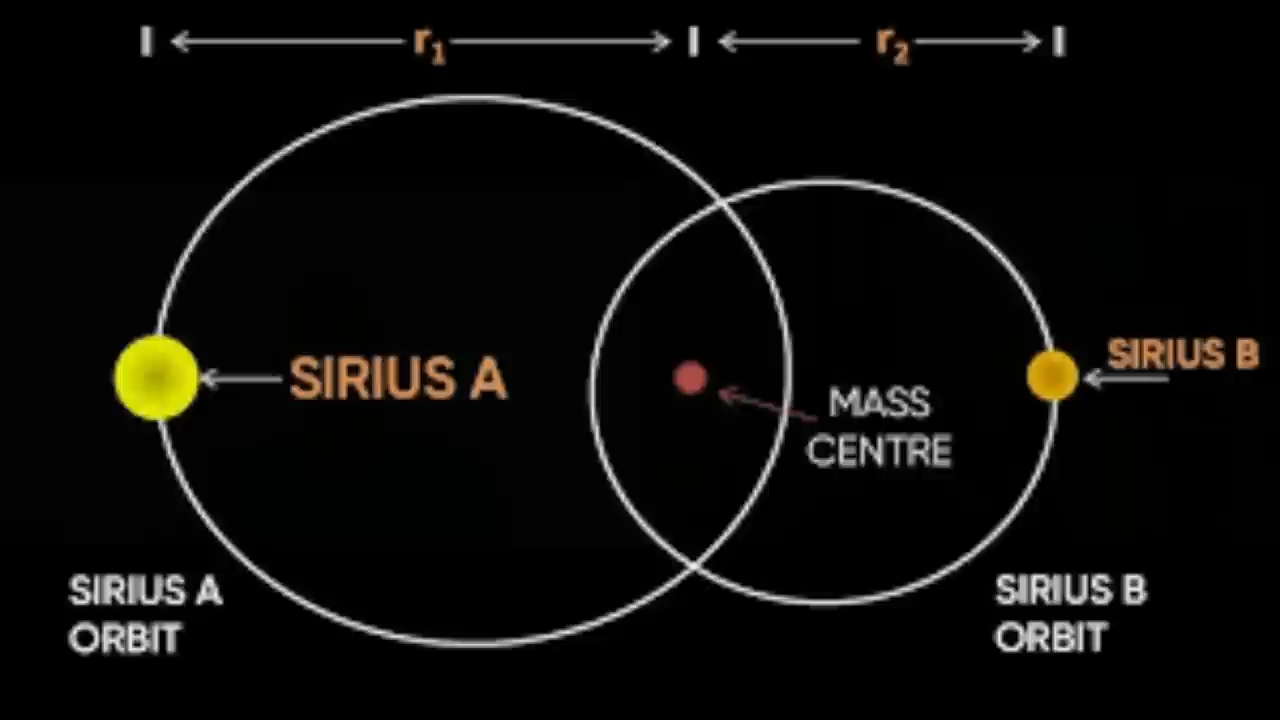 r₁
r₂
SIRIUS A
SIRIUS B
MASS
CENTRE
SIRIUS A
ORBIT
SIRIUS B
ORBIT